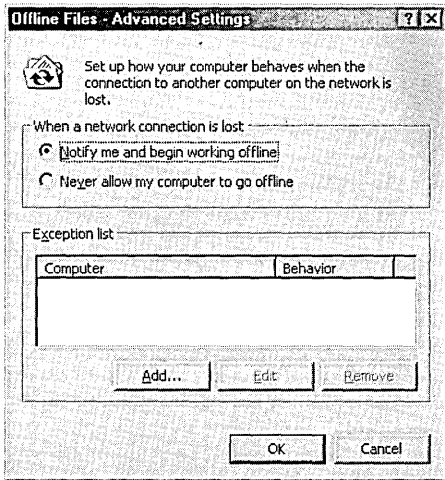 Offline Files - Advanced Settings
Set up how your computer behaves when the
connection to another computer on the network is
lost.
When a network connection is lost
Notify me and begin working offline
Never allow my computer to go offline
Exception list
Computer Behavior
Add... Edit Remove
OK Cancel